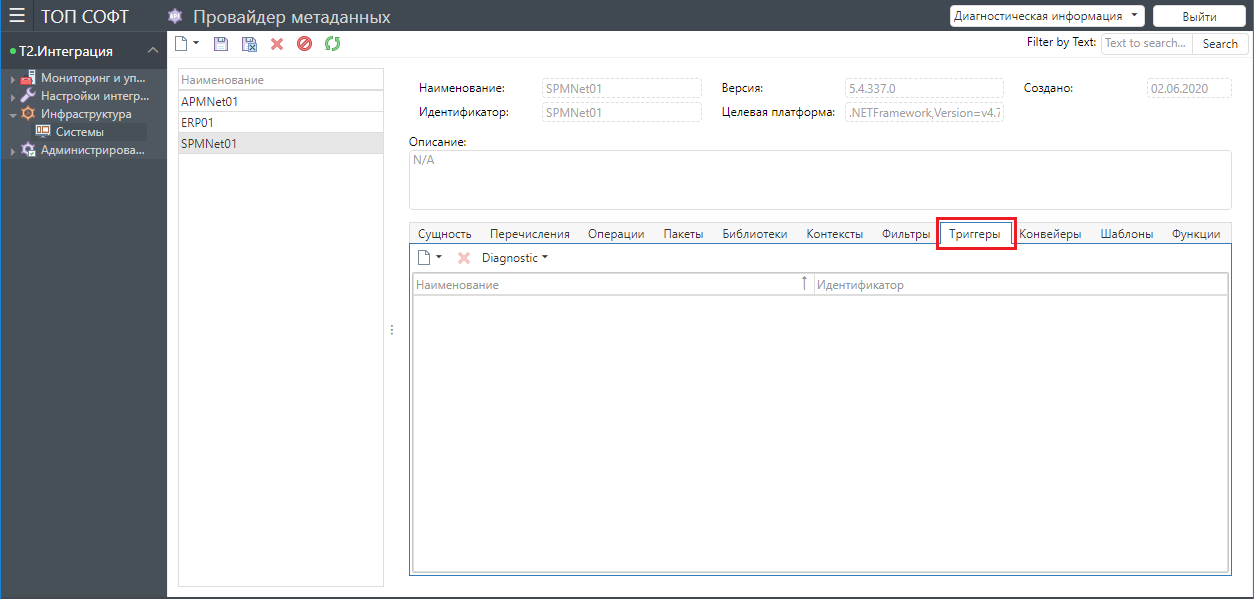 ТОП СОФТ
Провайдер метаданных
Диагностическая информация
Выйти
Т2.Интеграция
Мониторинг и уп...
Настройки интегр...
Инфраструктура
Системы
Администрирова...
Filter by Text:
Text to search...
Search
Наименование
APMNet01
ERP01
SPMNet01
Наименование:
SPMNet01
Версия:
5.4.337.0
Создано:
02.06.2020
Идентификатор:
SPMNet01
Целевая платформа:
.NETFramework,Version=v4.7
Описание:
N/A
Сущность Перечисления Операции Пакеты Библиотеки Контексты Фильтры Триггеры Конвейеры Шаблоны Функции
Diagnostic
Наименование
Идентификатор